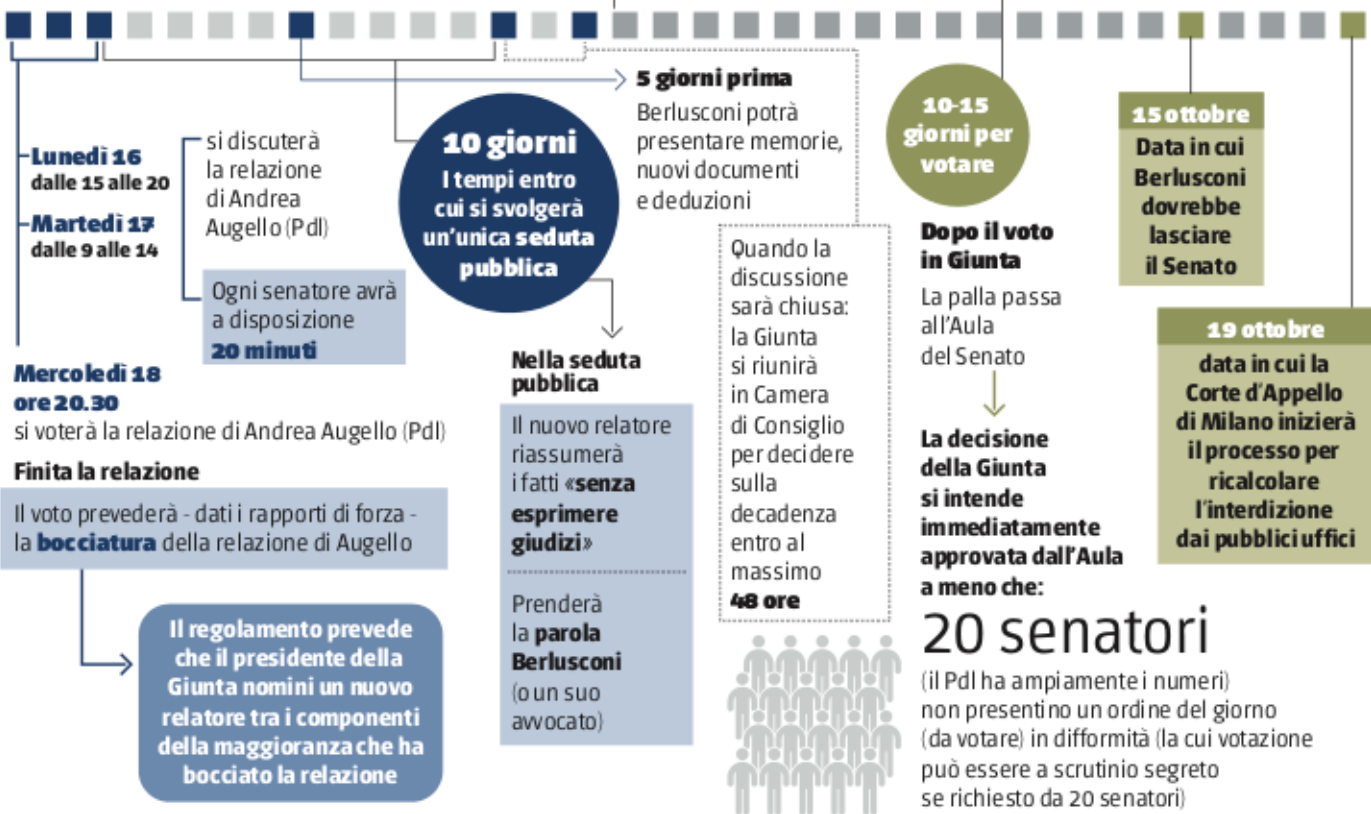 Lunedì 16
dalle 15 alle 20
Martedì 17
dalle 9 alle 14
si discuterà
la relazione
di Andrea
Augello (Pdl)
Ogni senatore avrà
a disposizione
20 minuti
Mercoledì 18
ore 20.30
si voterà la relazione di Andrea Augello (Pdl)
Finita la relazione
Il voto prevederà - dati i rapporti di forza -
la bocciatura della relazione di Augello
Il regolamento prevede
che il presidente della
Giunta nomini un nuovo
relatore tra i componenti
della maggioranza che ha
bocciato la relazione
10 giorni
I tempi entro
cui si svolgerà
un'unica seduta
pubblica
Nella seduta
pubblica
Il nuovo relatore
riassumerà
i fatti «senza
esprimere
giudizi»
Prenderà
la parola
Berlusconi
(o un suo
avvocato)
5 giorni prima
Berlusconi potrà
presentare memorie,
nuovi documenti
e deduzioni
Quando la
discussione
sarà chiusa:
la Giunta
si riunirà
in Camera
di Consiglio
per decidere
sulla
decadenza
entro al
massimo
48 ore
10-15
giorni per
votare
Dopo il voto
in Giunta
La palla passa
all'Aula
del Senato
La decisione
della Giunta
si intende
immediatamente
approvata dall'Aula
a meno che:
20 senatori
(il Pdl ha ampiamente i numeri)
non presentino un ordine del giorno
(da votare) in difformità (la cui votazione
può essere a scrutinio segreto
se richiesto da 20 senatori)
15 ottobre
Data in cui
Berlusconi
dovrebbe
lasciare
il Senato
19 ottobre
data in cui la
Corte d'Appello
di Milano inizierà
il processo per
ricalcolare
l'interdizione
dai pubblici uffici